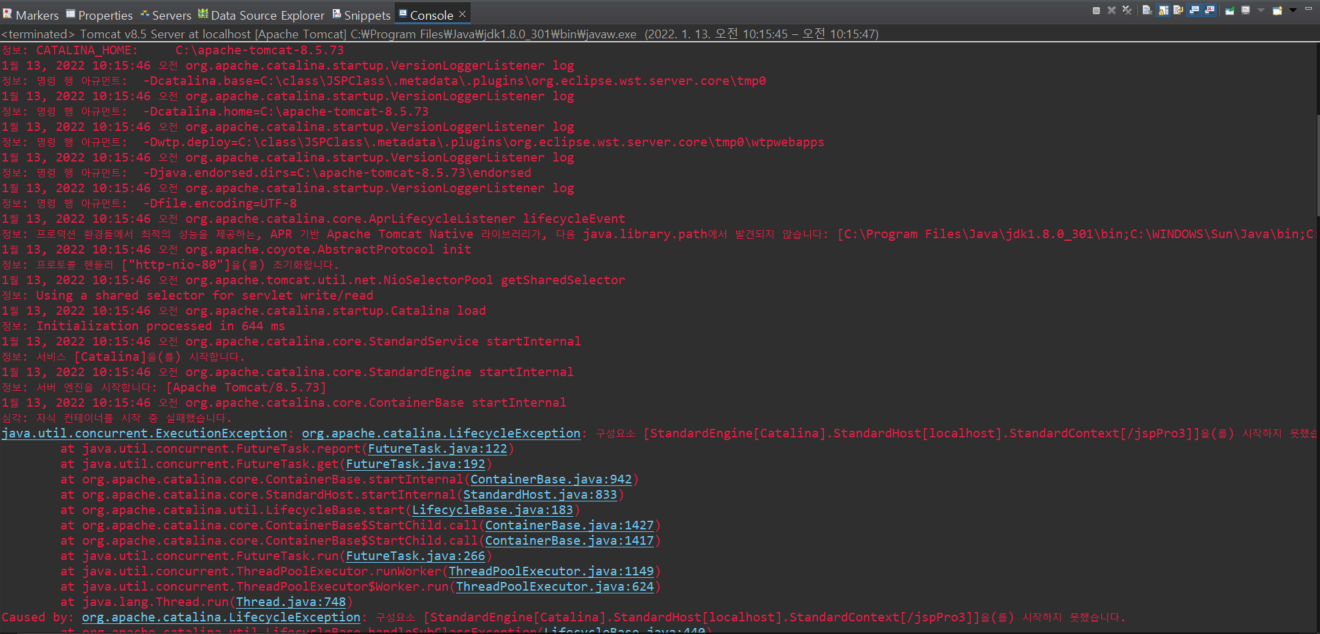 Markers Properties Servers Data Source Explorer Snippets Console
<terminated> Tomcat v8.5 Server at localhost [Apache Tomcat] C:₩Program Files₩Java₩jdk1.8.0_301₩bin₩javaw.exe (2022. 1. 13. 오전 10:15:45 – 오전 10:15:47)
정보: CATALINA_HOME: C:\apache-tomcat-8.5.73
1월 13, 2022 10:15:46 오전 org.apache.catalina.startup.VersionLoggerListener log
정보: 명령 행 아규먼트: -Dcatalina.base=C:\class\JSPClass\.metadata\.plugins\org.eclipse.wst.server.core\tmp0
1월 13, 2022 10:15:46 오전 org.apache.catalina.startup.VersionLoggerListener log
정보: 명령 행 아규먼트: -Dcatalina.home=C:\apache-tomcat-8.5.73
1월 13, 2022 10:15:46 오전 org.apache.catalina.startup.VersionLoggerListener log
정보: 명령 행 아규먼트: -Dwtp.deploy=C:\class\JSPClass\.metadata\.plugins\org.eclipse.wst.server.core\tmp0\wtpwebapps
1월 13, 2022 10:15:46 오전 org.apache.catalina.startup.VersionLoggerListener log
정보: 명령 행 아규먼트: -Djava.endorsed.dirs=C:\apache-tomcat-8.5.73\endorsed
1월 13, 2022 10:15:46 오전 org.apache.catalina.startup.VersionLoggerListener log
정보: 명령 행 아규먼트: -Dfile.encoding=UTF-8
1월 13, 2022 10:15:46 오전 org.apache.catalina.core.AprLifecycleListener lifecycleEvent
정보: 프로덕션 환경들에서 최적의 성능을 제공하는, APR 기반 Apache Tomcat Native 라이브러리가, 다음 java.library.path에서 발견되지 않습니다: [C:\Program Files\Java\jdk1.8.0_301\bin;C:\WINDOWS\Sun\Java\bin;C
1월 13, 2022 10:15:46 오전 org.apache.coyote.AbstractProtocol init
정보: 프로토콜 핸들러 ["http-nio-80"]을(를) 초기화합니다.
1월 13, 2022 10:15:46 오전 org.apache.tomcat.util.net.NioSelectorPool getSharedSelector
정보: Using a shared selector for servlet write/read
1월 13, 2022 10:15:46 오전 org.apache.catalina.startup.Catalina load
정보: Initialization processed in 644 ms
1월 13, 2022 10:15:46 오전 org.apache.catalina.core.StandardService startInternal
정보: 서비스 [Catalina]을(를) 시작합니다.
1월 13, 2022 10:15:46 오전 org.apache.catalina.core.StandardEngine startInternal
정보: 서버 엔진을 시작합니다: [Apache Tomcat/8.5.73]
1월 13, 2022 10:15:46 오전 org.apache.catalina.core.ContainerBase startInternal
심각: 자식 컨테이너를 시작 중 실패했습니다.
java.util.concurrent.ExecutionException: org.apache.catalina.LifecycleException: 구성요소 [StandardEngine[Catalina].StandardHost[localhost].StandardContext[/jspPro3]]을(를) 시작하지 못했습
at java.util.concurrent.FutureTask.report(FutureTask.java:122)
at java.util.concurrent.FutureTask.get(FutureTask.java:192)
at org.apache.catalina.core.ContainerBase.startInternal(ContainerBase.java:942)
at org.apache.catalina.core.StandardHost.startInternal(StandardHost.java:833)
at org.apache.catalina.util.LifecycleBase.start(LifecycleBase.java:183)
at org.apache.catalina.core.ContainerBase$StartChild.call(ContainerBase.java:1427)
at org.apache.catalina.core.ContainerBase$StartChild.call(ContainerBase.java:1417)
at java.util.concurrent.FutureTask.run(FutureTask.java:266)
at java.util.concurrent.ThreadPoolExecutor.runWorker(ThreadPoolExecutor.java:1149)
at java.util.concurrent.ThreadPoolExecutor$Worker.run(ThreadPoolExecutor.java:624)
at java.lang.Thread.run(Thread.java:748)
Caused by: org.apache.catalina.LifecycleException: 구성요소 [StandardEngine[Catalina].StandardHost[localhost].StandardContext[/jspPro3]]을(를) 시작하지 못했습니다.
at org.apache.catalina.util.LifecycleBase.handleSubClassException(LifecycleBase.java:440)